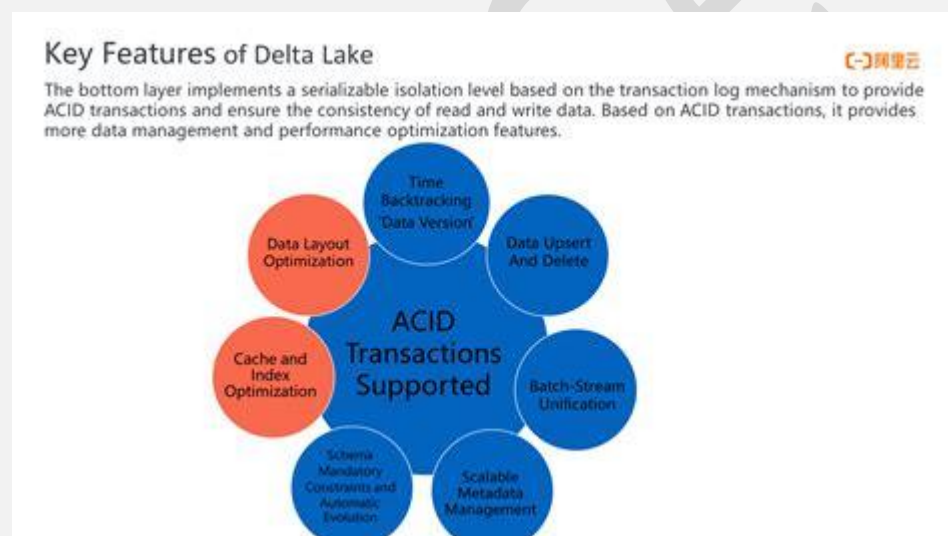 Key Features of Delta Lake
阿里云
The bottom layer implements a serializable isolation level based on the transaction log mechanism to provide
ACID transactions and ensure the consistency of read and write data. Based on ACID transactions, it provides
more data management and performance optimization features.
Time
Backtracking
'Data Version'
Data Layout
Optimization
Data Upsert
And Delete
ACID
Transactions
Supported
Cache and
Index
Optimization
Batch-Stream
Unification
Schema
Mandatory
Constraints and
Automatic
Evolution
Scalable
Metadata
Management